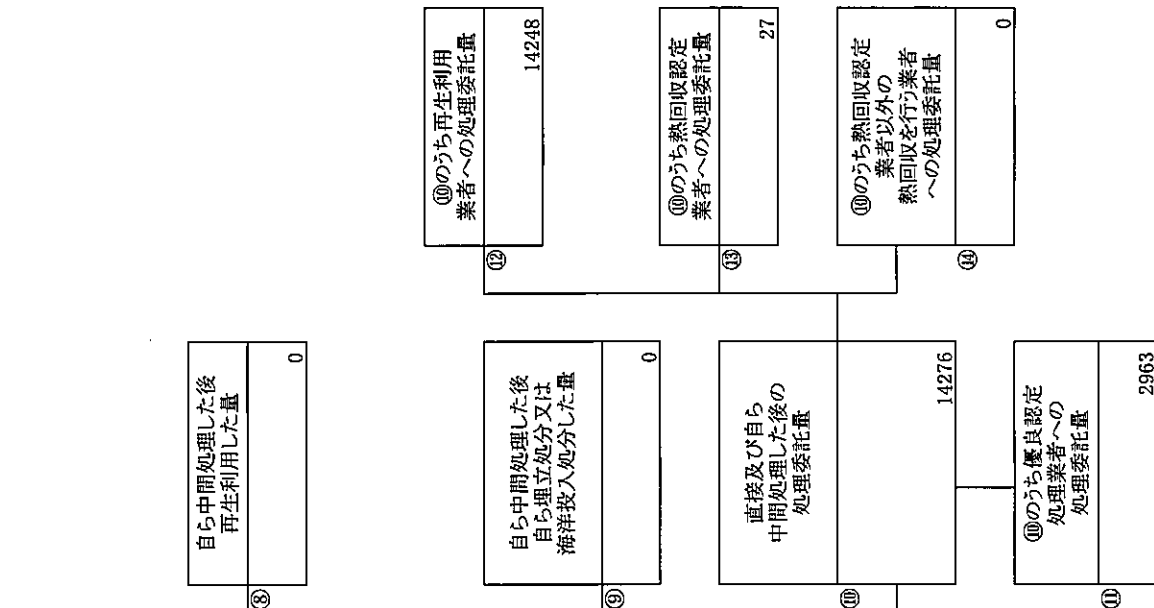 ⑧
自ら中間処理した後
再生利用した量
0
⑨
自ら中間処理した後
自ら埋立処分又は
海洋投入処分した量
0
⑩
直接及び自ら
中間処理した後の
処理委託量
14276
⑪
⑩のうち優良認定
処理業者への
処理委託量
2963
⑫
⑩のうち再生利用
業者への処理委託量
14248
⑬
⑩のうち熱回収認定
業者への処理委託量
27
⑭
⑩のうち熱回収認定
業者以外の
熱回収を行う業者
への処理委託量
0